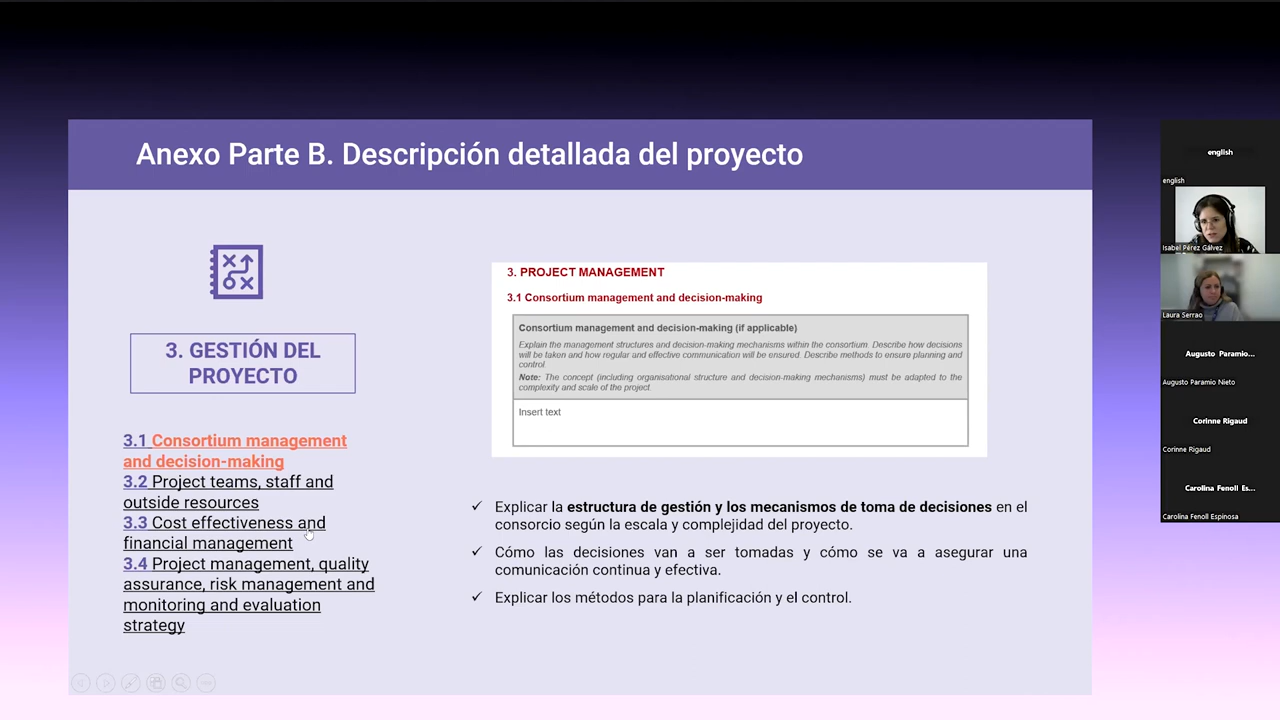 Anexo Parte B. Descripción detallada del proyecto
3. GESTIÓN DEL
PROYECTO
3.1 Consortium management
and decision-making
3.2 Project teams, staff and
outside resources
3.3 Cost effectiveness and
financial management
3.4 Project management, quality
assurance, risk management and
monitoring and evaluation
strategy
3. PROJECT MANAGEMENT
3.1 Consortium management and decision-making
Consortium management and decision-making (if applicable)
Explain the management structures and decision-making mechanisms within the consortium. Describe how decisions
will be taken and how regular and effective communication will be ensured. Describe methods to ensure planning and
control.
Note: The concept (including organisational structure and decision-making mechanisms) must be adapted to the
complexity and scale of the project.
Insert text
✓ Explicar la estructura de gestión y los mecanismos de toma de decisiones en el
consorcio según la escala y complejidad del proyecto.
✓ Cómo las decisiones van a ser tomadas y cómo se va a asegurar una
comunicación continua y efectiva.
✓ Explicar los métodos para la planificación y el control.
english
english
Isabel Pérez Gálvez
Laura Serrao
Augusto Paramio...
Augusto Paramio Nieto
Corinne Rigaud
Corinne Rigaud
Carolina Fenoll Es...
Carolina Fenoll Espinosa